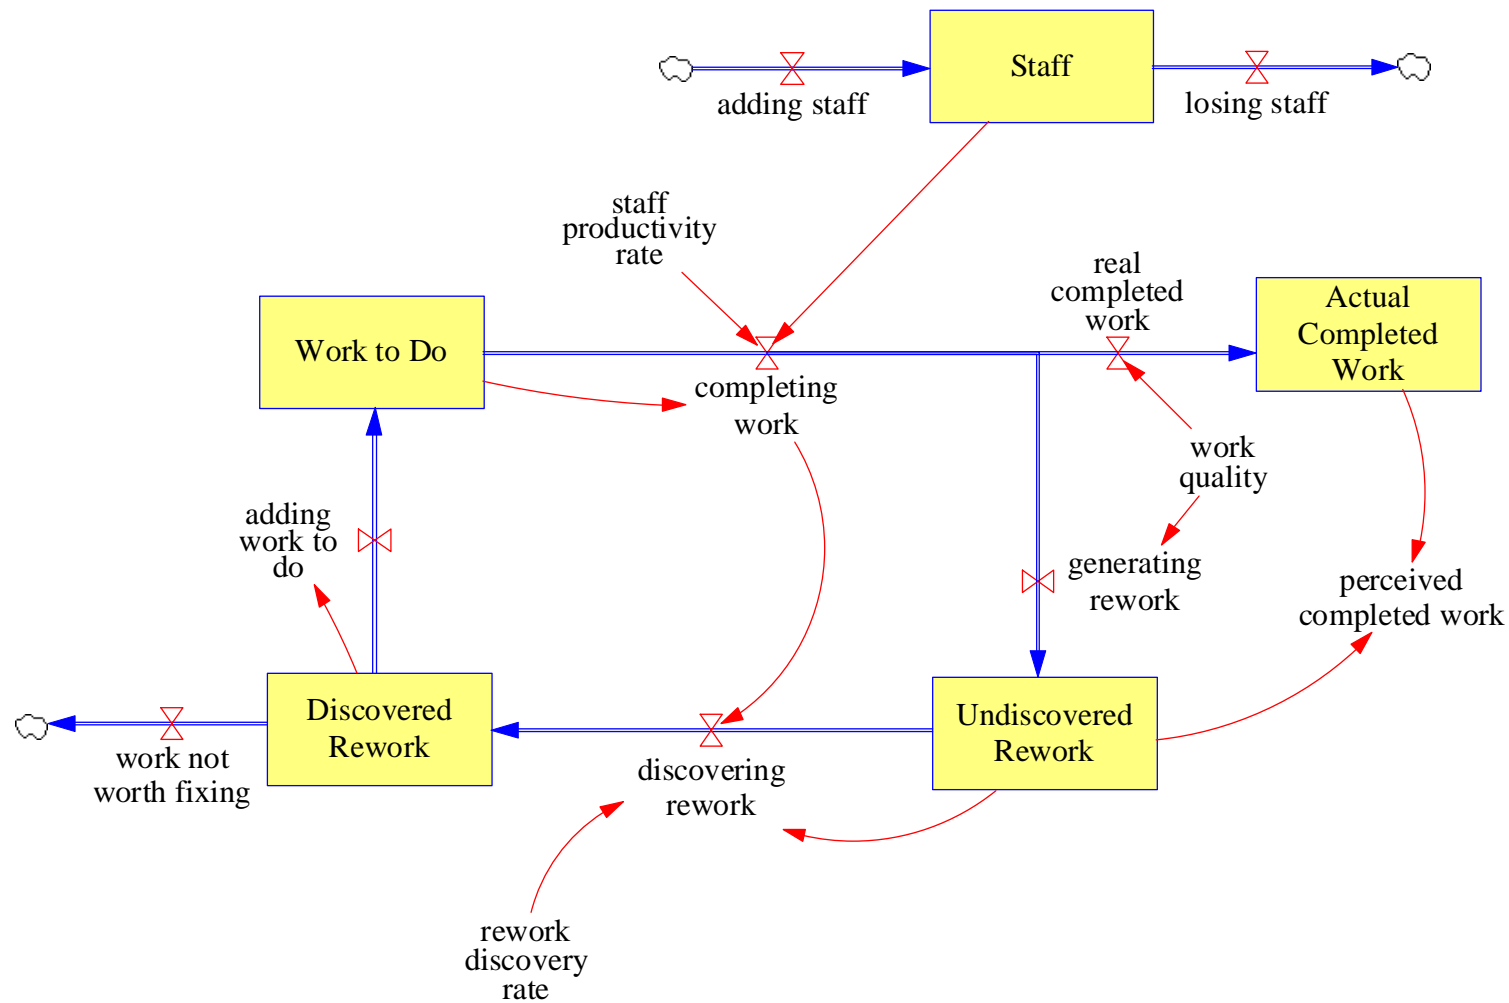 Staff
adding staff
losing staff
staff
productivity
rate
real
completed
work
Actual
Completed
Work
Work to Do
completing
work
work
quality
adding
work to
do
generating
rework
perceived
completed work
Discovered
Rework
Undiscovered
Rework
work not
worth fixing
discovering
rework
rework
discovery
rate